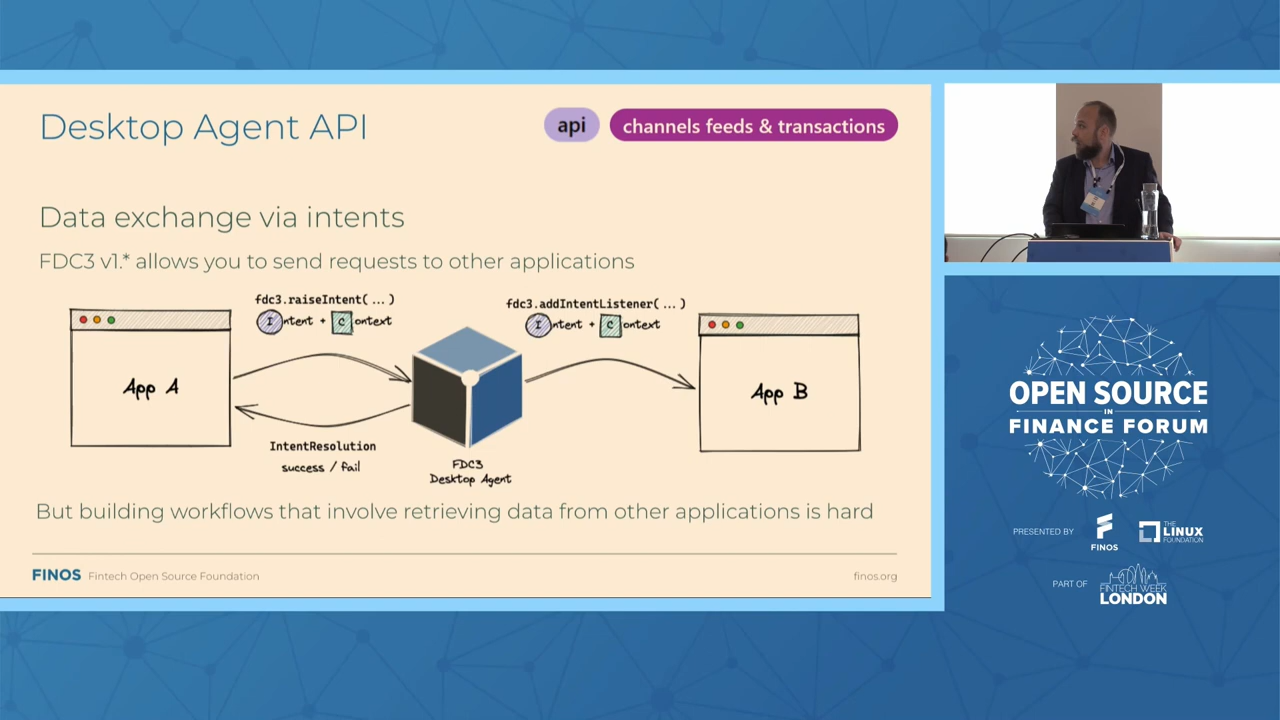 Desktop Agent API
api
channels feeds & transactions
Data exchange via intents
FDC3 v1.* allows you to send requests to other applications
fdc3.raiseIntent(...)
Intent + Context
fdc3.addIntentListener(...)
Intent + Context
App A
App B
IntentResolution
success / fail
FDC3
Desktop Agent
But building workflows that involve retrieving data from other applications is hard
FINOS Fintech Open Source Foundation
finos.org
OPEN SOURCE
IN
FINANCE FORUM
PRESENTED BY
FINOS
THE
LINUX
FOUNDATION
PART OF
FINTECH WEEK
LONDON